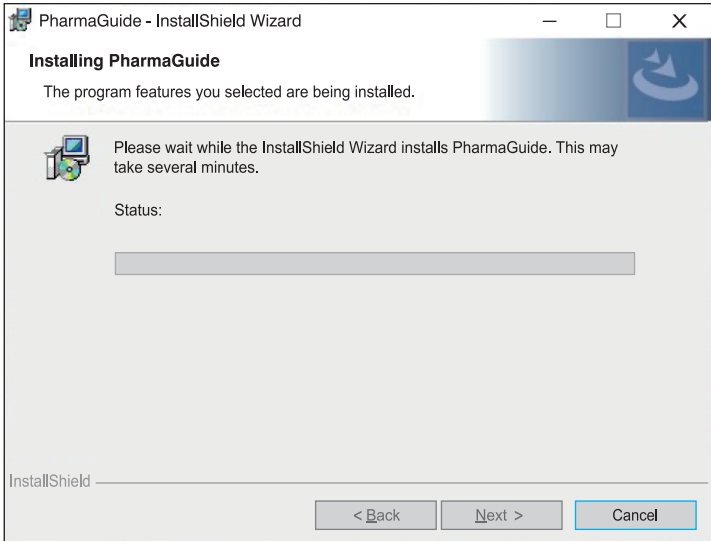 PharmaGuide - InstallShield Wizard
Installing PharmaGuide
The program features you selected are being installed.
Please wait while the InstallShield Wizard installs PharmaGuide. This may
take several minutes.
Status:
InstallShield
< Back
Next >
Cancel